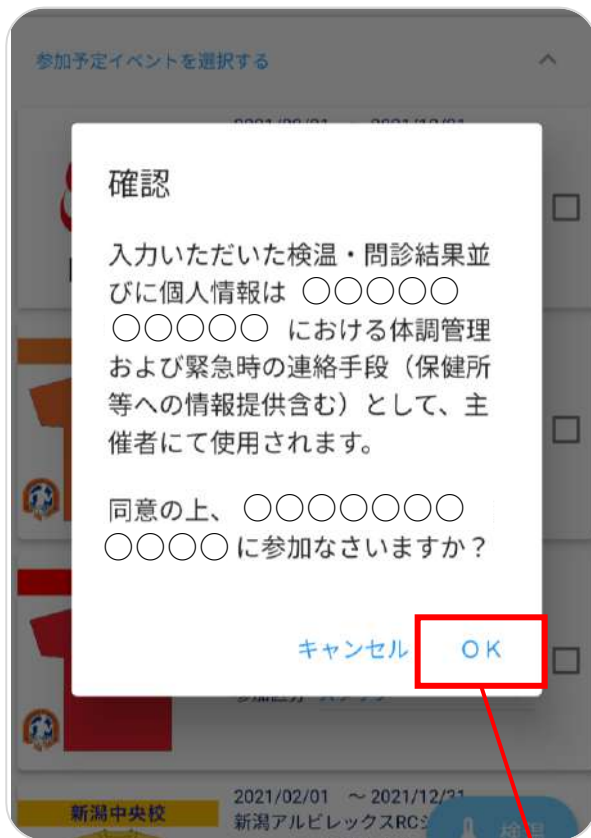 参加予定イベントを選択する
確認
入力いただいた検温・問診結果並
びに個人情報は ○○○○○
○○○○○ における体調管理
および緊急時の連絡手段（保健所
等への情報提供含む）として、主
催者にて使用されます。
同意の上、○○○○○○○
○○○○に参加なさいますか？
キャンセル OK
2021/02/01 ～2021/12/31
新潟中央校
新潟アルビレックスRC
検温